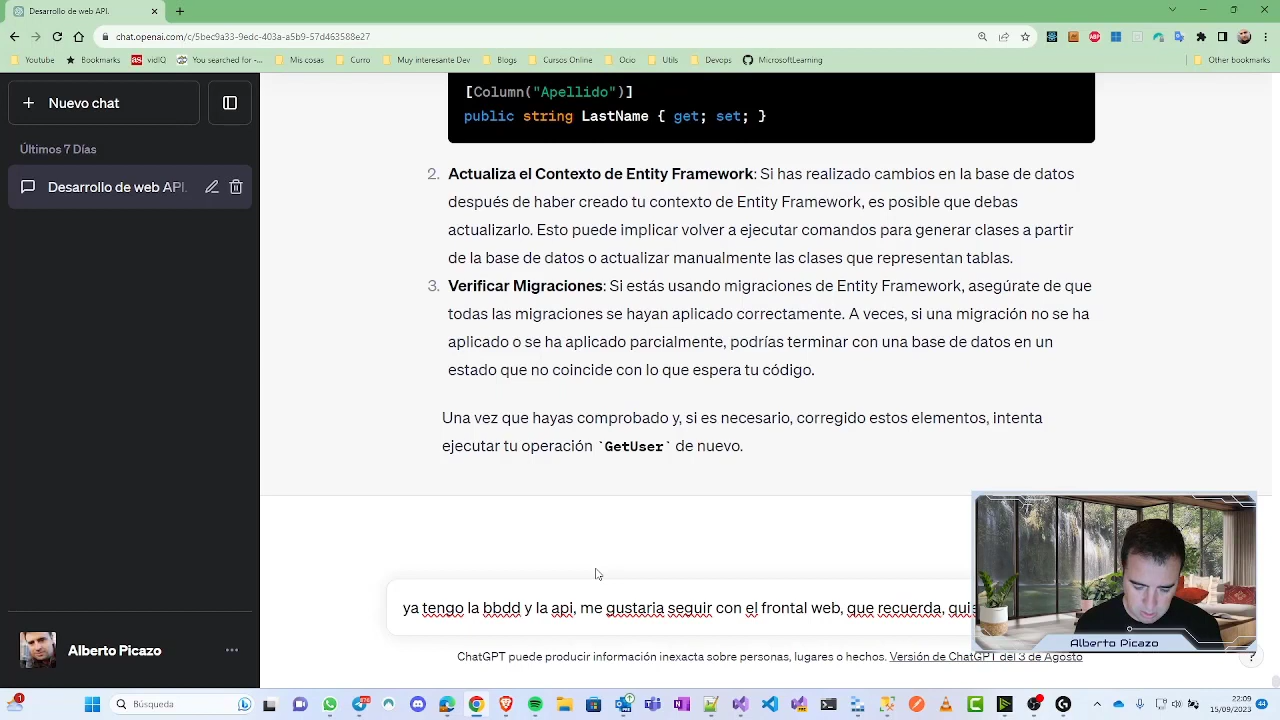 Desarrollo de web API.
chat.openai.com/c/5bec9a33-9edc-403a-a5b9-57d463588e27
Youtube
Bookmarks
vidIQ
You searched for -...
Mis cosas
Curro
Muy interesante Dev
Blogs
Cursos Online
Ocio
Utils
Devops
MicrosoftLearning
Other bookmarks
Nuevo chat
Últimos 7 Días
Desarrollo de web API.
[Column("Apellido")]
public string LastName { get; set; }
2. Actualiza el Contexto de Entity Framework: Si has realizado cambios en la base de datos
después de haber creado tu contexto de Entity Framework, es posible que debas
actualizarlo. Esto puede implicar volver a ejecutar comandos para generar clases a partir
de la base de datos o actualizar manualmente las clases que representan tablas.
3. Verificar Migraciones: Si estás usando migraciones de Entity Framework, asegúrate de que
todas las migraciones se hayan aplicado correctamente. A veces, si una migración no se ha
aplicado o se ha aplicado parcialmente, podrías terminar con una base de datos en un
estado que no coincide con lo que espera tu código.
Una vez que hayas comprobado y, si es necesario, corregido estos elementos, intenta
ejecutar tu operación `GetUser` de nuevo.
ya tengo la bbdd y la api, me gustaria seguir con el frontal web, que recuerda, quie
ChatGPT puede producir información inexacta sobre personas, lugares o hechos. Versión de ChatGPT del 3 de Agosto
?
Alberto Picazo
Alberto Picazo
Búsqueda
22:09
15/09/2023